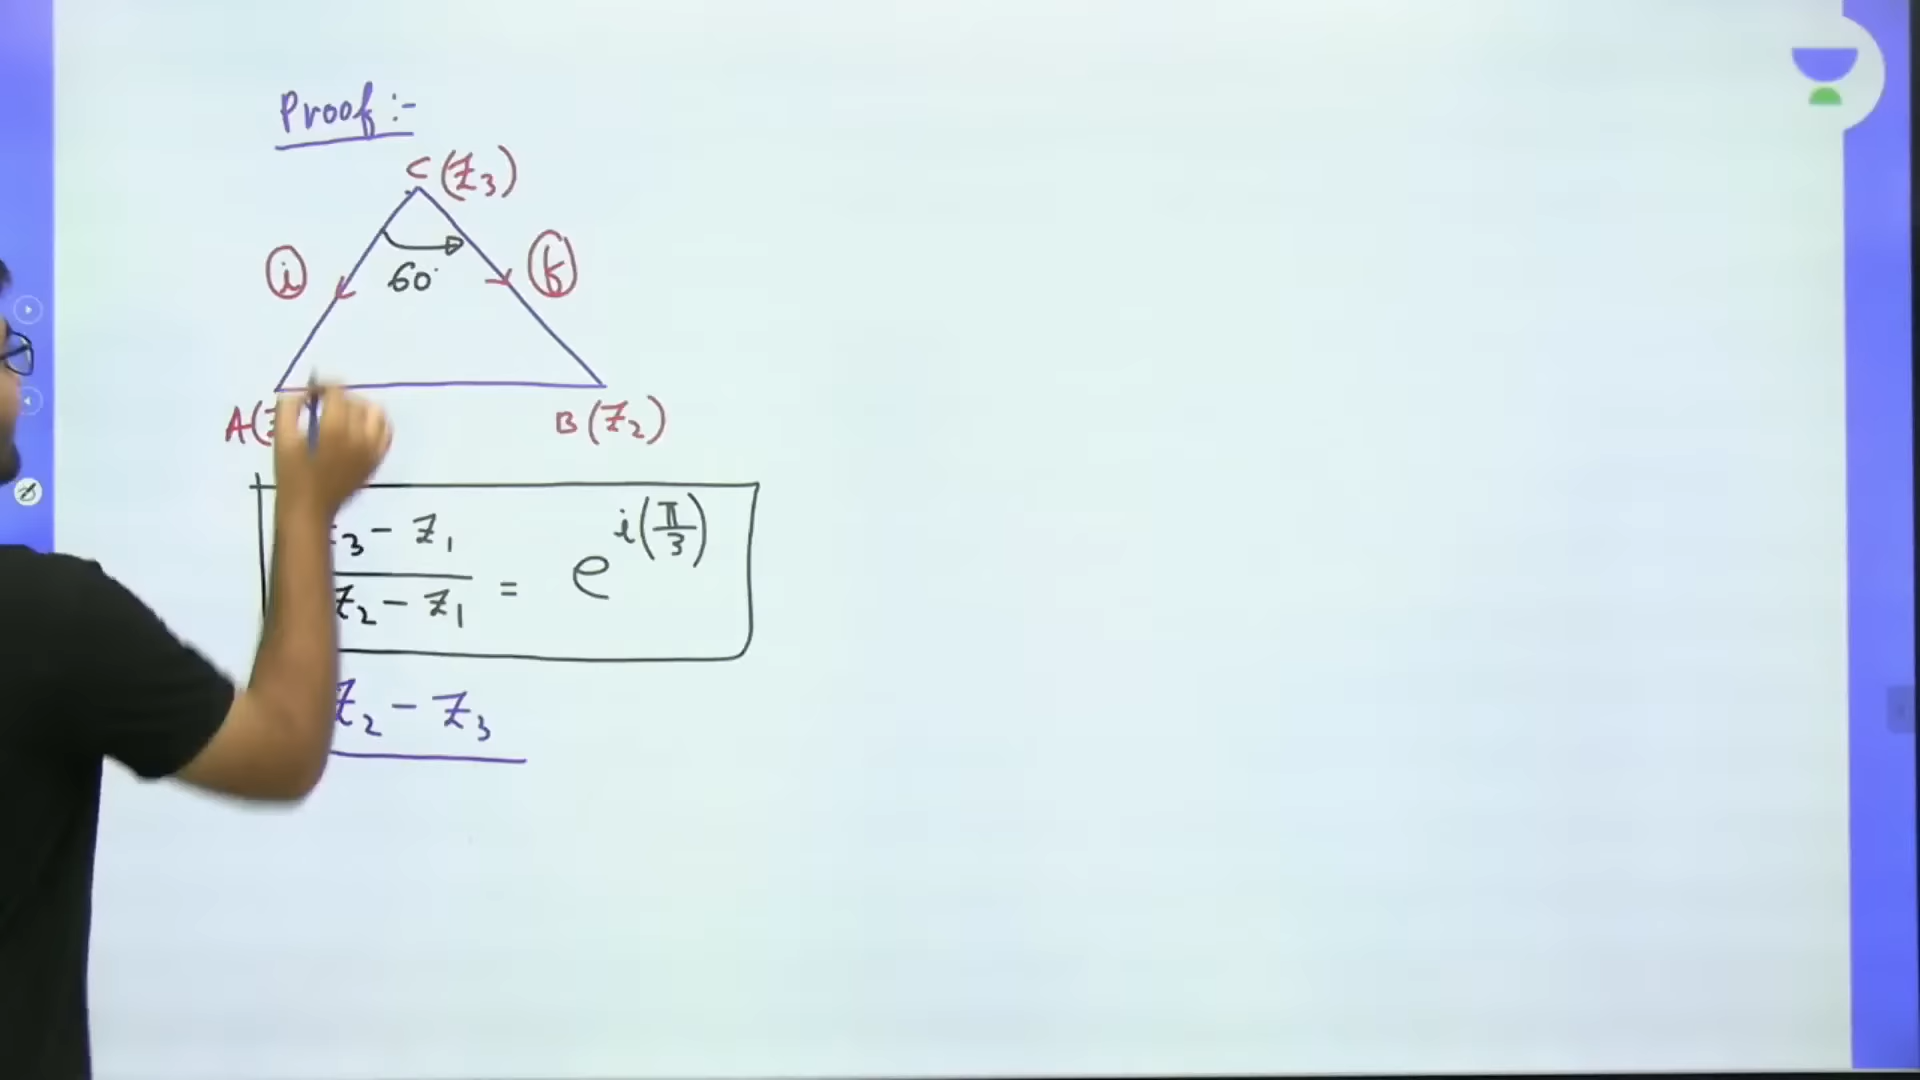 Proof :-
C (Z3)
i
60°
f
A(
B (Z2)
3 - Z1
Z2 - Z1
= e^i(π/3)
Z2 - Z3